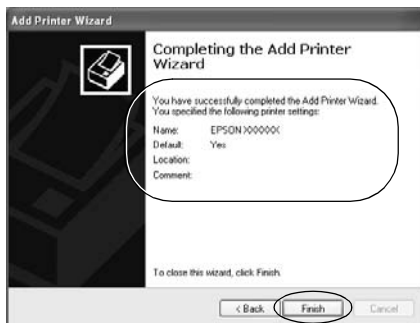 Add Printer Wizard
Completing the Add Printer
Wizard
You have successfully completed the Add Printer Wizard.
You specified the following printer settings:
Name: EPSON XXXXXX
Default: Yes
Location:
Comment:
To close this wizard, click Finish.
< Back Finish Cancel